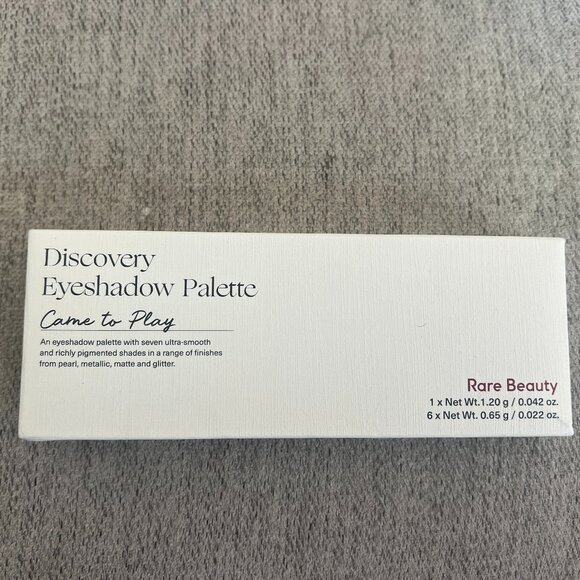 Discovery
Eyeshadow Palette
Came to Play
An eyeshadow palette with seven ultra-smooth
and richly pigmented shades in a range of finishes
from pearl, metallic, matte and glitter.
Rare Beauty
1 x Net Wt.1.20 g / 0.042 oz.
6 x Net Wt. 0.65 g / 0.022 oz.